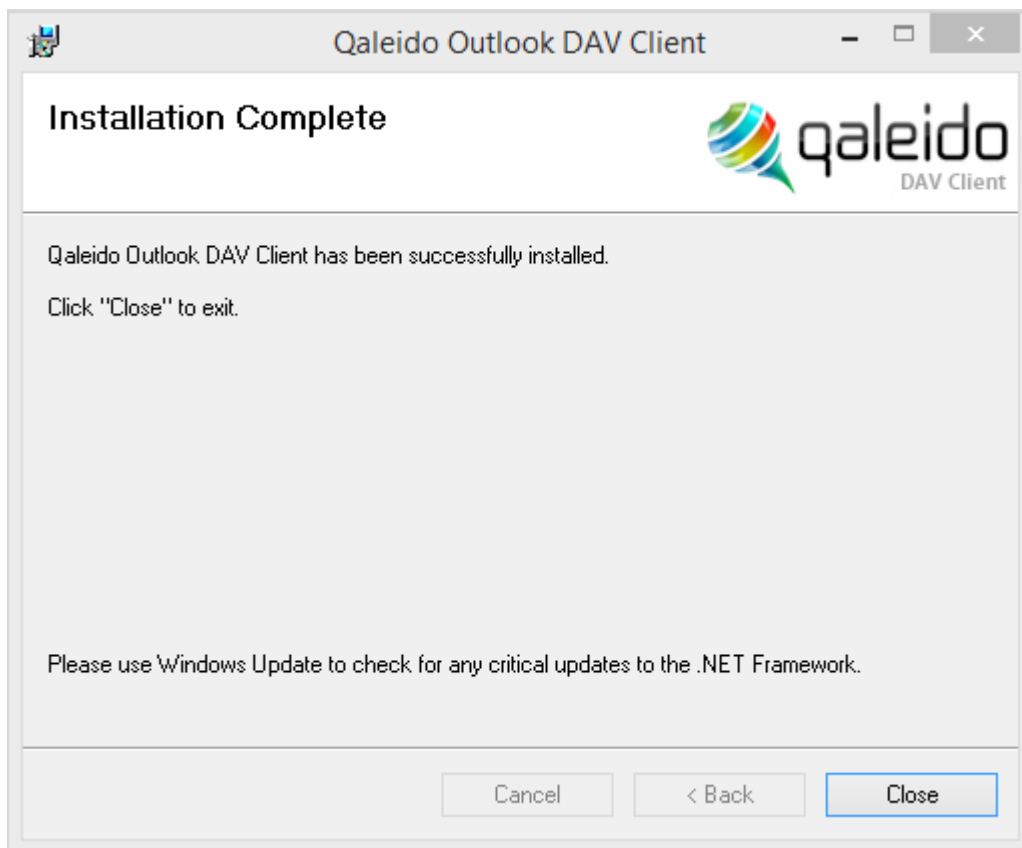 Qaleido Outlook DAV Client
Installation Complete
qaleido
DAV Client
Qaleido Outlook DAV Client has been successfully installed.
Click "Close" to exit.
Please use Windows Update to check for any critical updates to the .NET Framework.
Cancel
< Back
Close